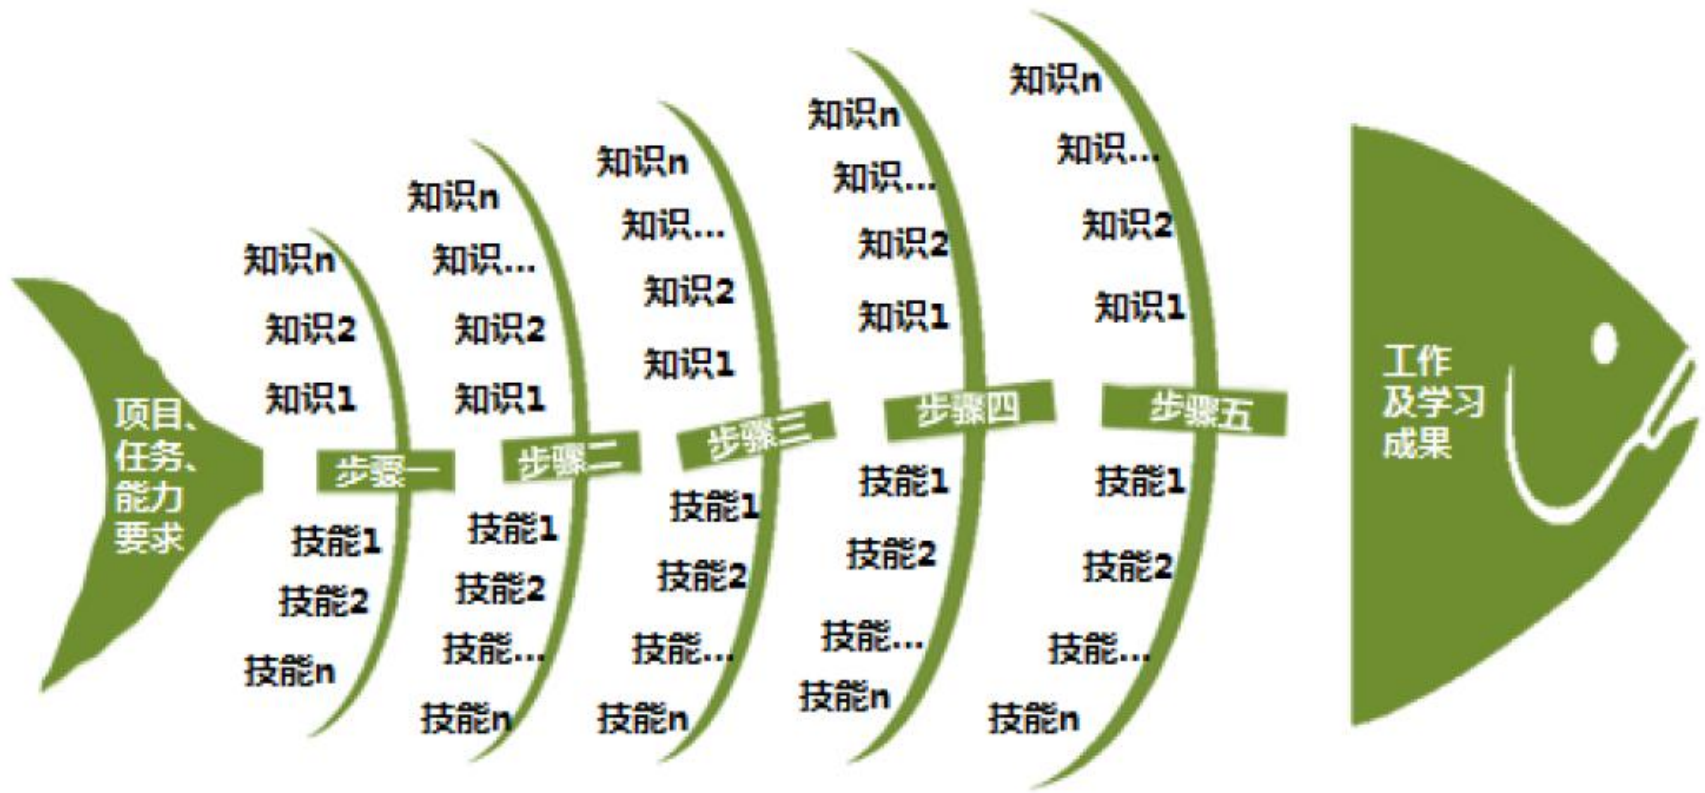 项目、
任务、
能力
要求
知识n
知识2
知识1
步骤一
技能1
技能2
技能n
知识n
知识...
知识2
知识1
步骤二
技能1
技能2
技能...
技能n
知识n
知识...
知识2
知识1
步骤三
技能1
技能2
技能...
技能n
知识n
知识...
知识2
知识1
步骤四
技能1
技能2
技能...
技能n
知识n
知识...
知识2
知识1
步骤五
技能1
技能2
技能...
技能n
工作
及学习
成果